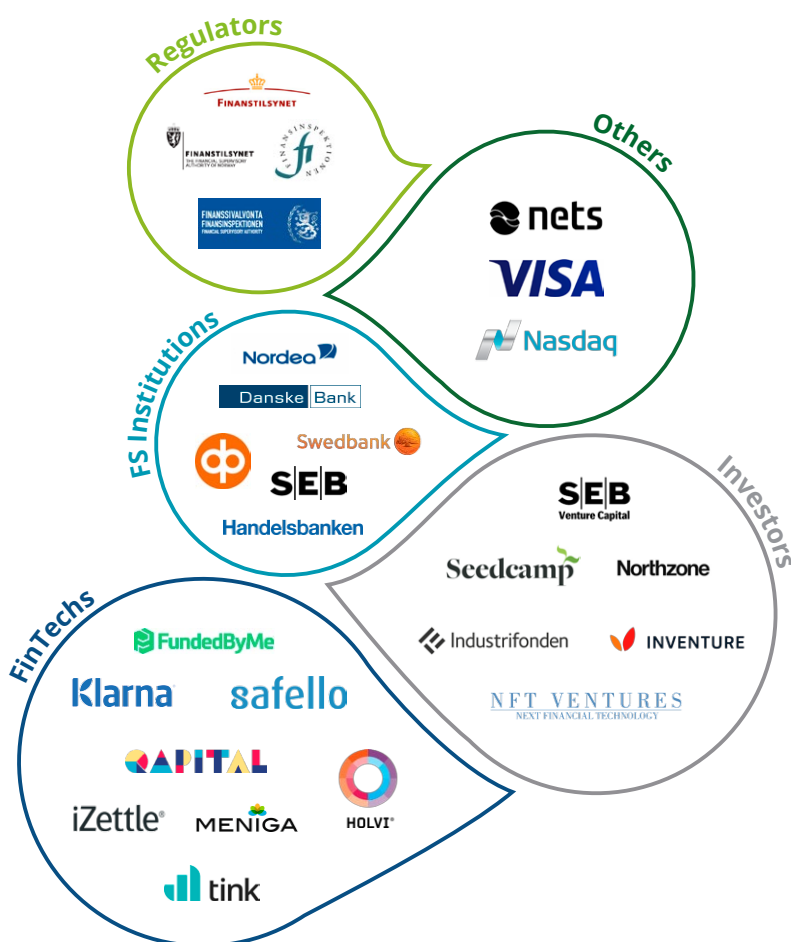 Regulators
FINANSTILSYNET
FINANSTILSYNET
THE FINANCIAL SUPERVISORY
AUTHORITY OF NORWAY
FINANSINSPEKTIONEN
fi
FINANSSIVALVONTA
FINANSINSPEKTIONEN
FINANCIAL SUPERVISORY AUTHORITY
Others
nets
VISA
Nasdaq
FS Institutions
Nordea
Danske Bank
Swedbank
op
SEB
Handelsbanken
Investors
SEB
Venture Capital
Seedcamp
Northzone
Industrifonden
INVENTURE
NFT VENTURES
NEXT FINANCIAL TECHNOLOGY
FinTechs
FundedByMe
Klarna
safello
QAPITAL
HOLVI®
iZettle®
MENIGA
tink